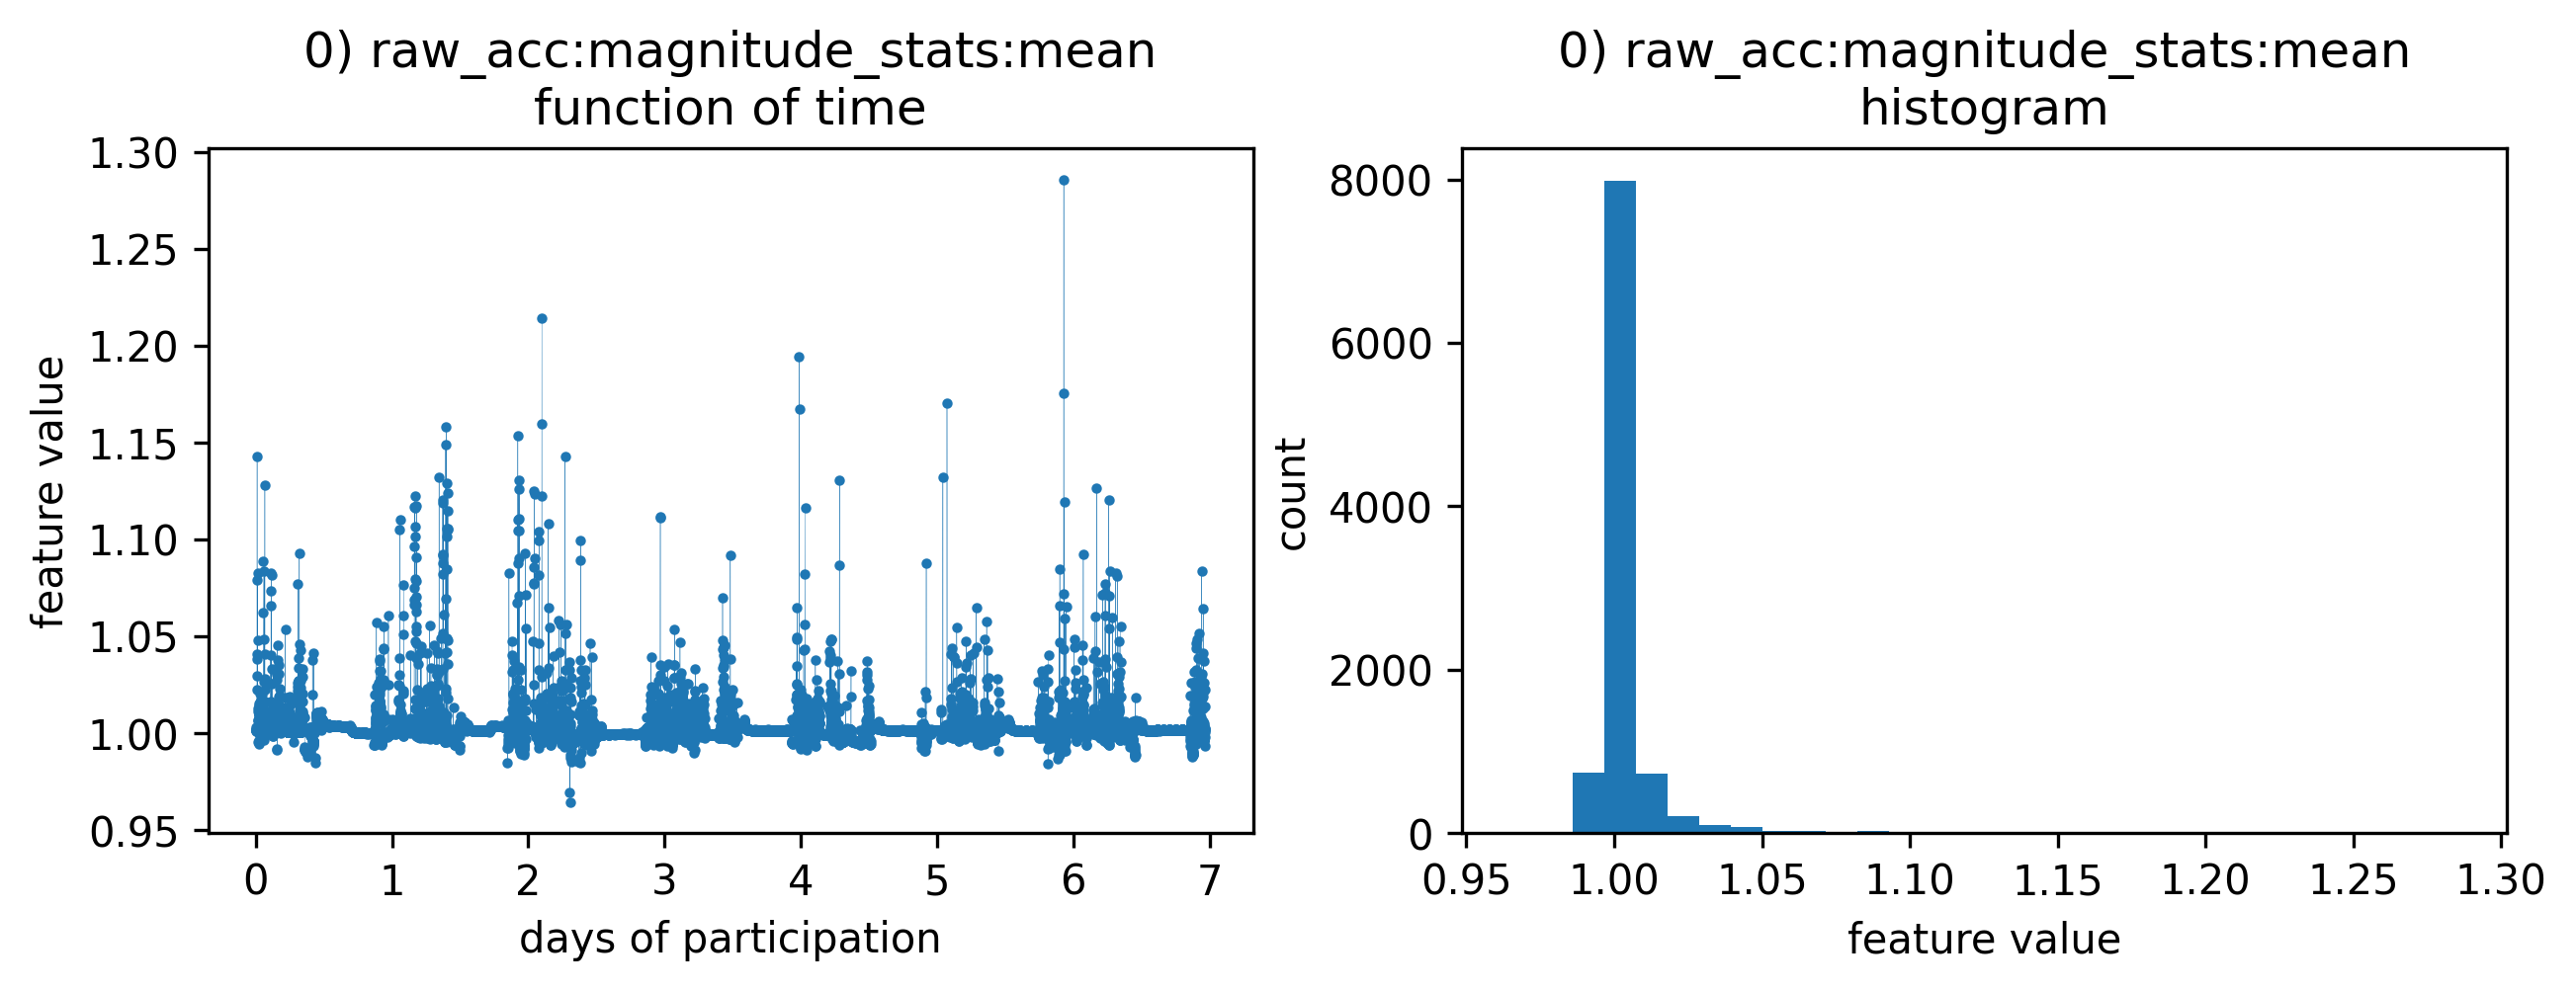 0) raw_acc:magnitude_stats:mean
function of time
1.30
1.25
1.20
1.15
1.10
1.05
1.00
0.95
feature value
0 1 2 3 4 5 6 7
days of participation
0) raw_acc:magnitude_stats:mean
histogram
8000
6000
4000
2000
0
count
0.95 1.00 1.05 1.10 1.15 1.20 1.25 1.30
feature value